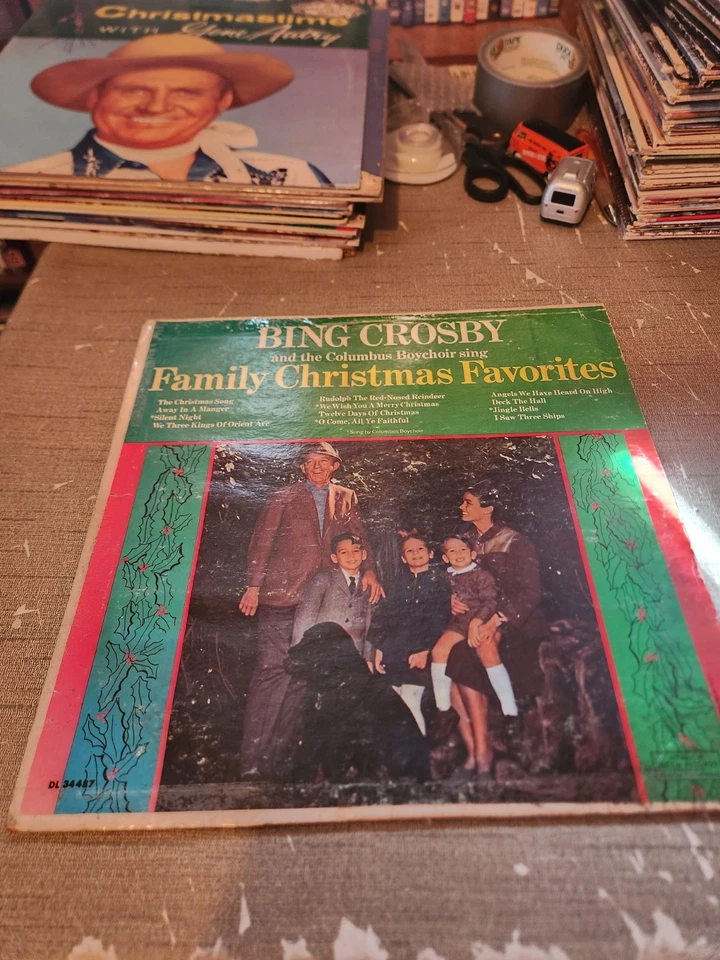 Christmastime
WITH Gene Autry
TAPE
DUCK
BING CROSBY
and the Columbus Boychoir sing
Family Christmas Favorites
The Christmas Song
Away In A Manger
*Silent Night
We Three Kings Of Orient Are
Rudolph The Red-Nosed Reindeer
*We Wish You A Merry Christmas
Twelve Days Of Christmas
*O Come, All Ye Faithful
Angels We Have Heard On High
Deck The Hall
*Jingle Bells
I Saw Three Ships
*Sung by Columbus Boychoir
DL 34487